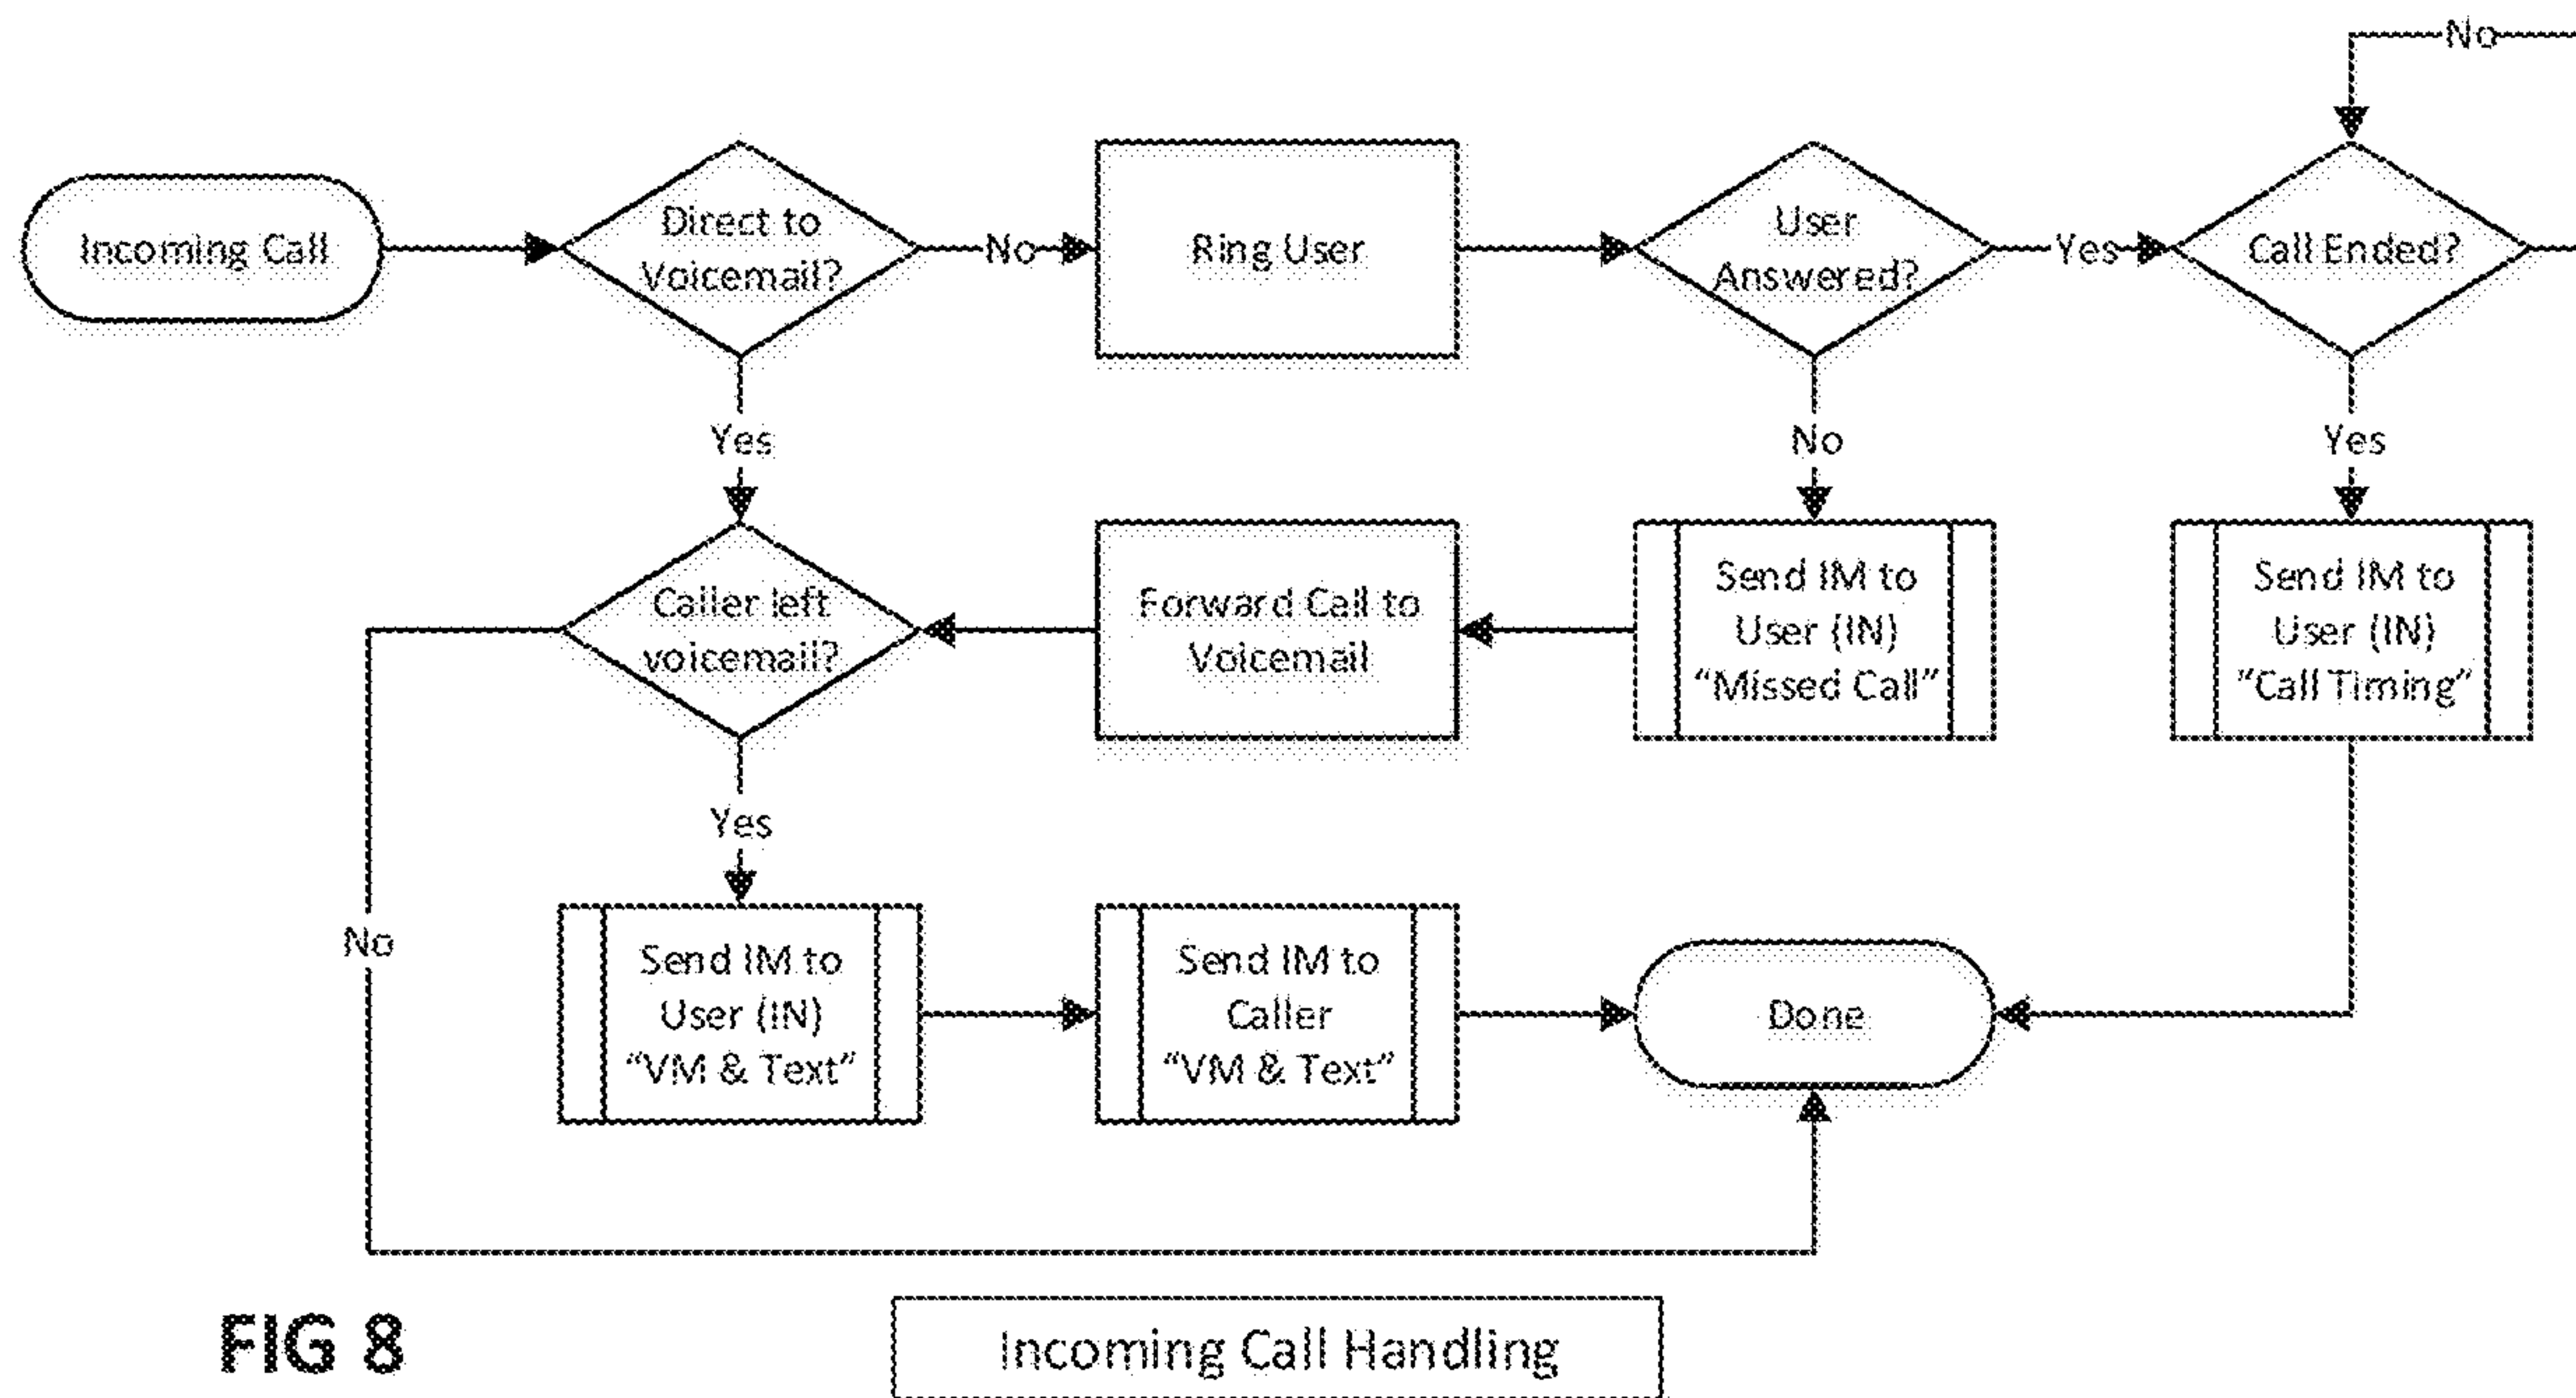 No
Incoming Call
Direct to
Voicemail?
No
Ring User
User
Answered?
Yes
Call Ended?
Yes
No
Yes
Caller left
voicemail?
Forward Call to
Voicemail
Send IM to
User (IN)
“Missed Call”
Send IM to
User (IN)
“Call Timing”
Yes
No
Send IM to
User (IN)
“VM & Text”
Send IM to
Caller
“VM & Text”
Done
FIG 8
Incoming Call Handling